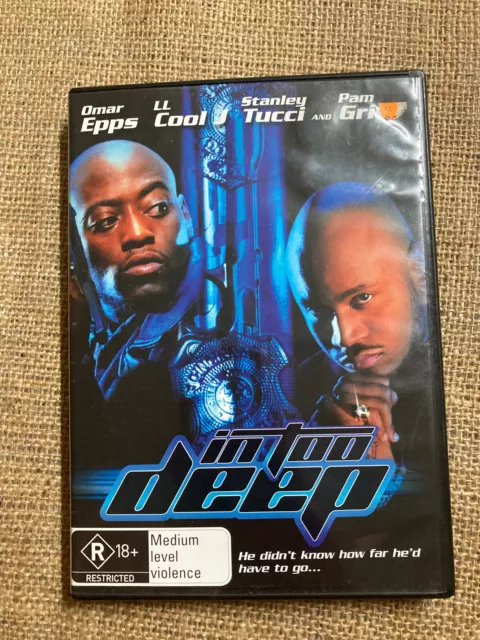 Omar LL Stanley Pam
Epps Cool J Tucci AND
in too
deep
R 18+
RESTRICTED
Medium
level
violence
He didn't know how far he'd
have to go...